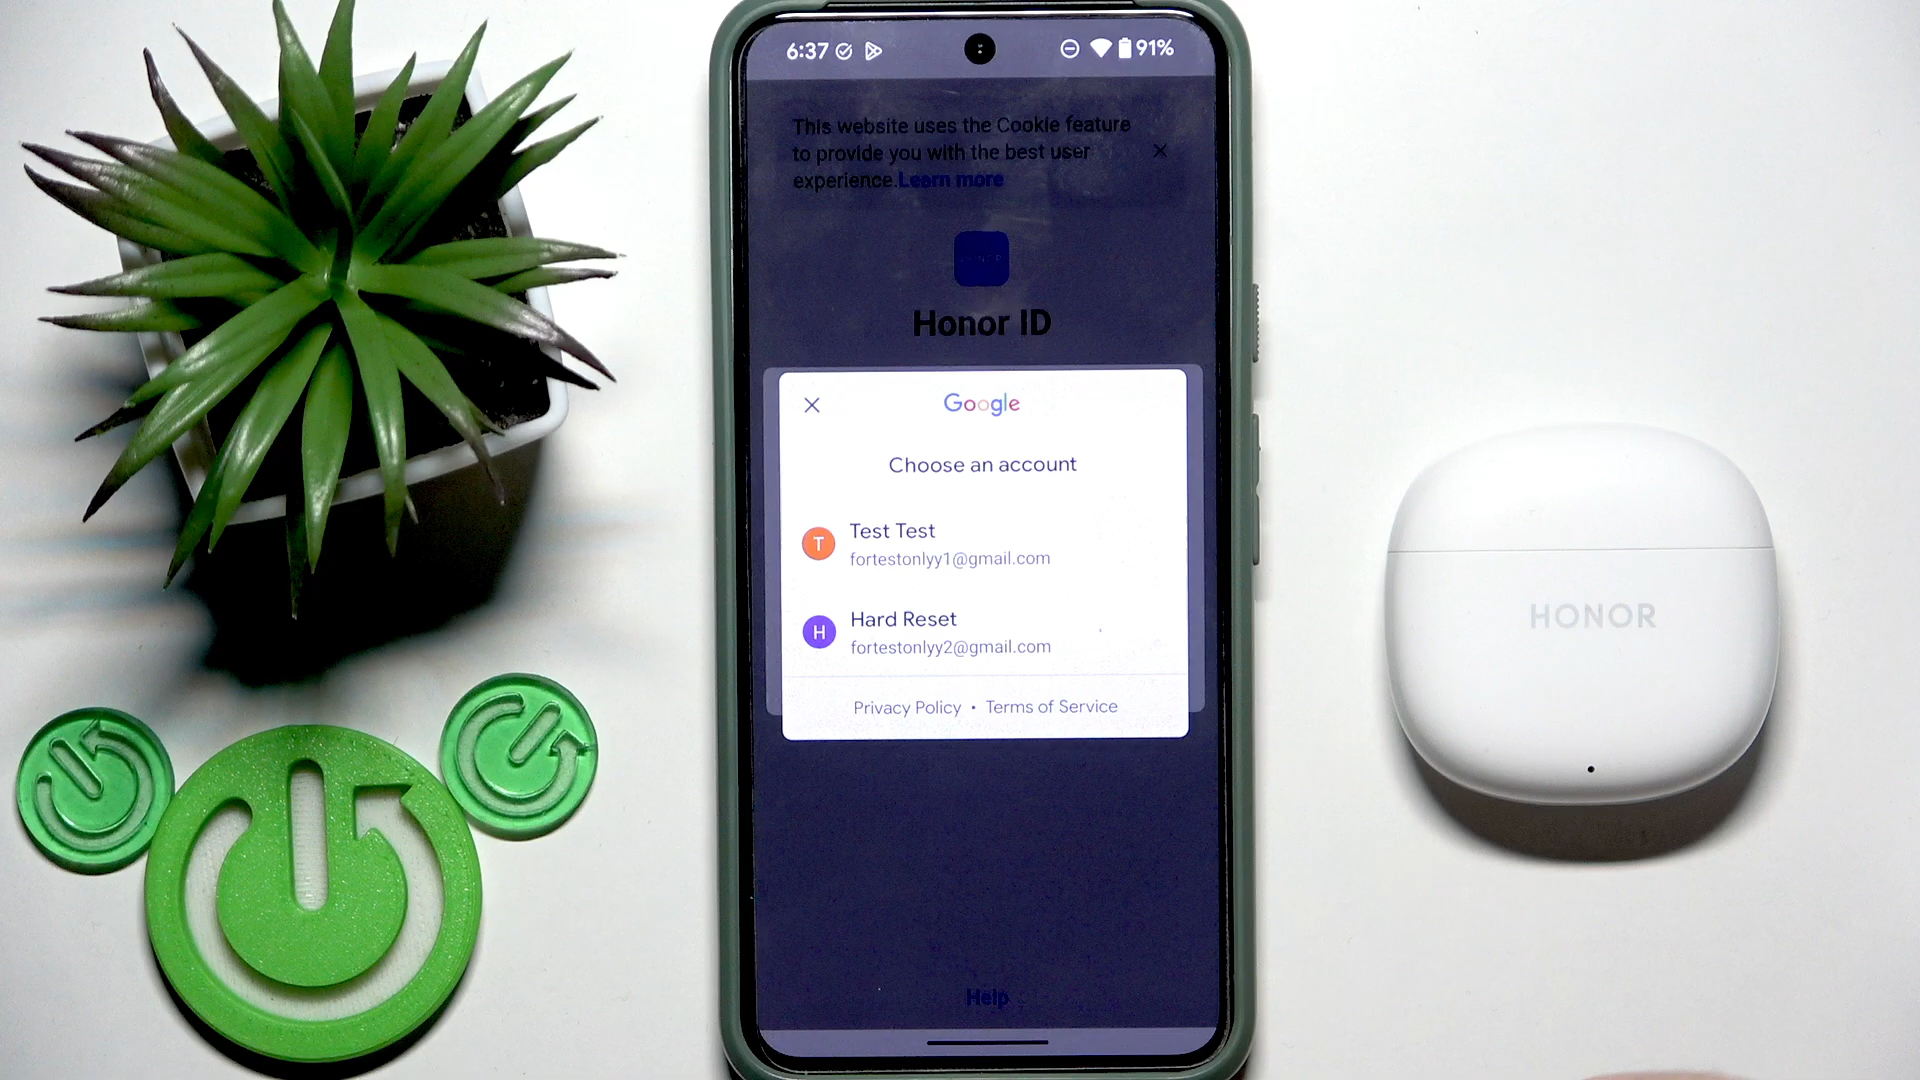 6:37
91%
This website uses the Cookie feature
to provide you with the best user
experience.Learn more
HONOR
Honor ID
Google
Choose an account
T
Test Test
fortestonlyy1@gmail.com
H
Hard Reset
fortestonlyy2@gmail.com
Privacy Policy • Terms of Service
Help
HONOR